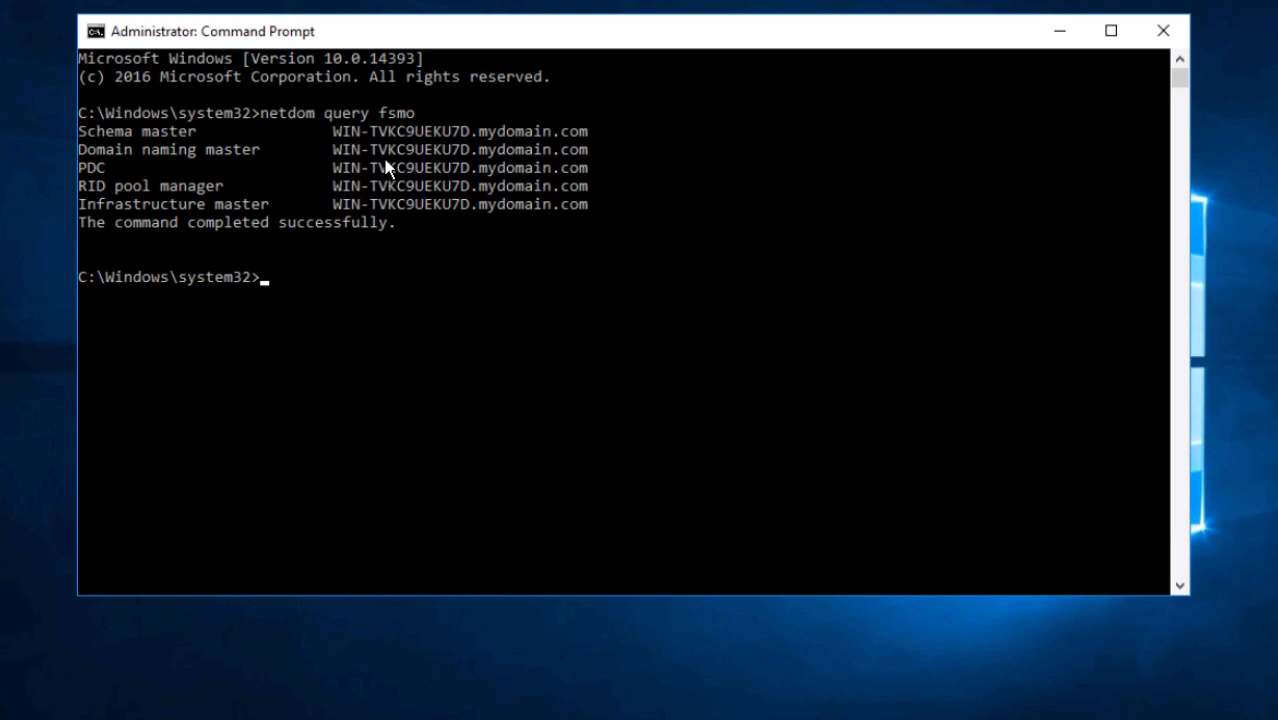 Administrator: Command Prompt
Microsoft Windows [Version 10.0.14393]
(c) 2016 Microsoft Corporation. All rights reserved.
C:\Windows\system32>netdom query fsmo
Schema master               WIN-TVKC9UEKU7D.mydomain.com
Domain naming master        WIN-TVKC9UEKU7D.mydomain.com
PDC                         WIN-TVKC9UEKU7D.mydomain.com
RID pool manager            WIN-TVKC9UEKU7D.mydomain.com
Infrastructure master       WIN-TVKC9UEKU7D.mydomain.com
The command completed successfully.
C:\Windows\system32>